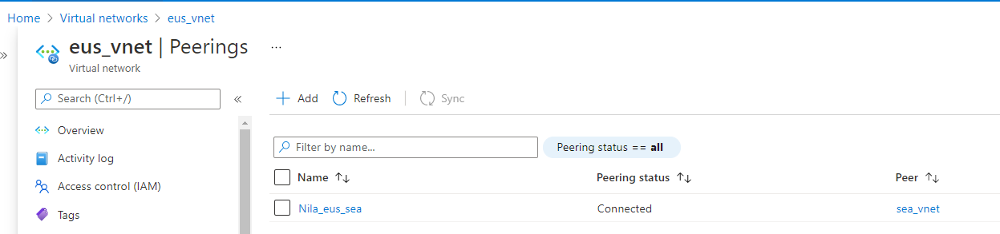 Home > Virtual networks > eus_vnet
eus_vnet | Peerings ...
Virtual network
Search (Ctrl+/)
Overview
Activity log
Access control (IAM)
Tags
Add Refresh Sync
Filter by name... Peering status == all
Name Peering status Peer
Nila_eus_sea Connected sea_vnet